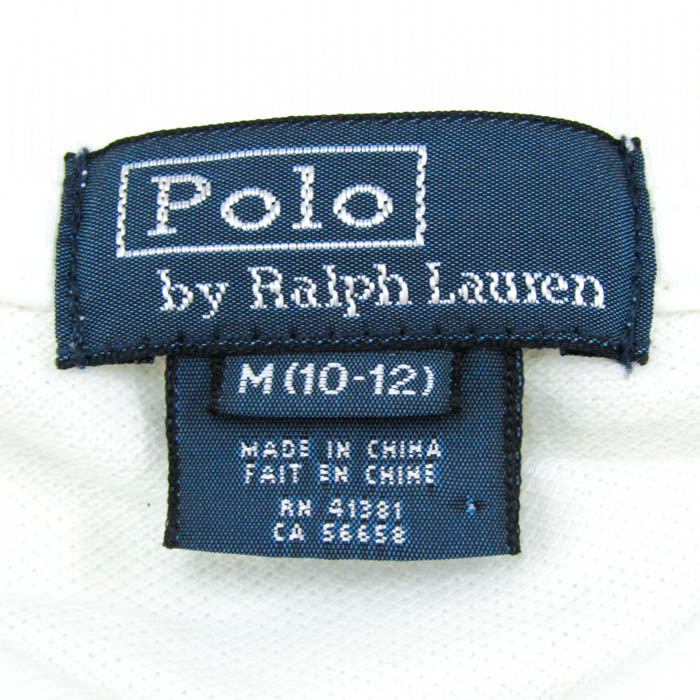 Polo
by Ralph Lauren
M (10-12)
MADE IN CHINA
FAIT EN CHINE
RN 41381
CA 56658